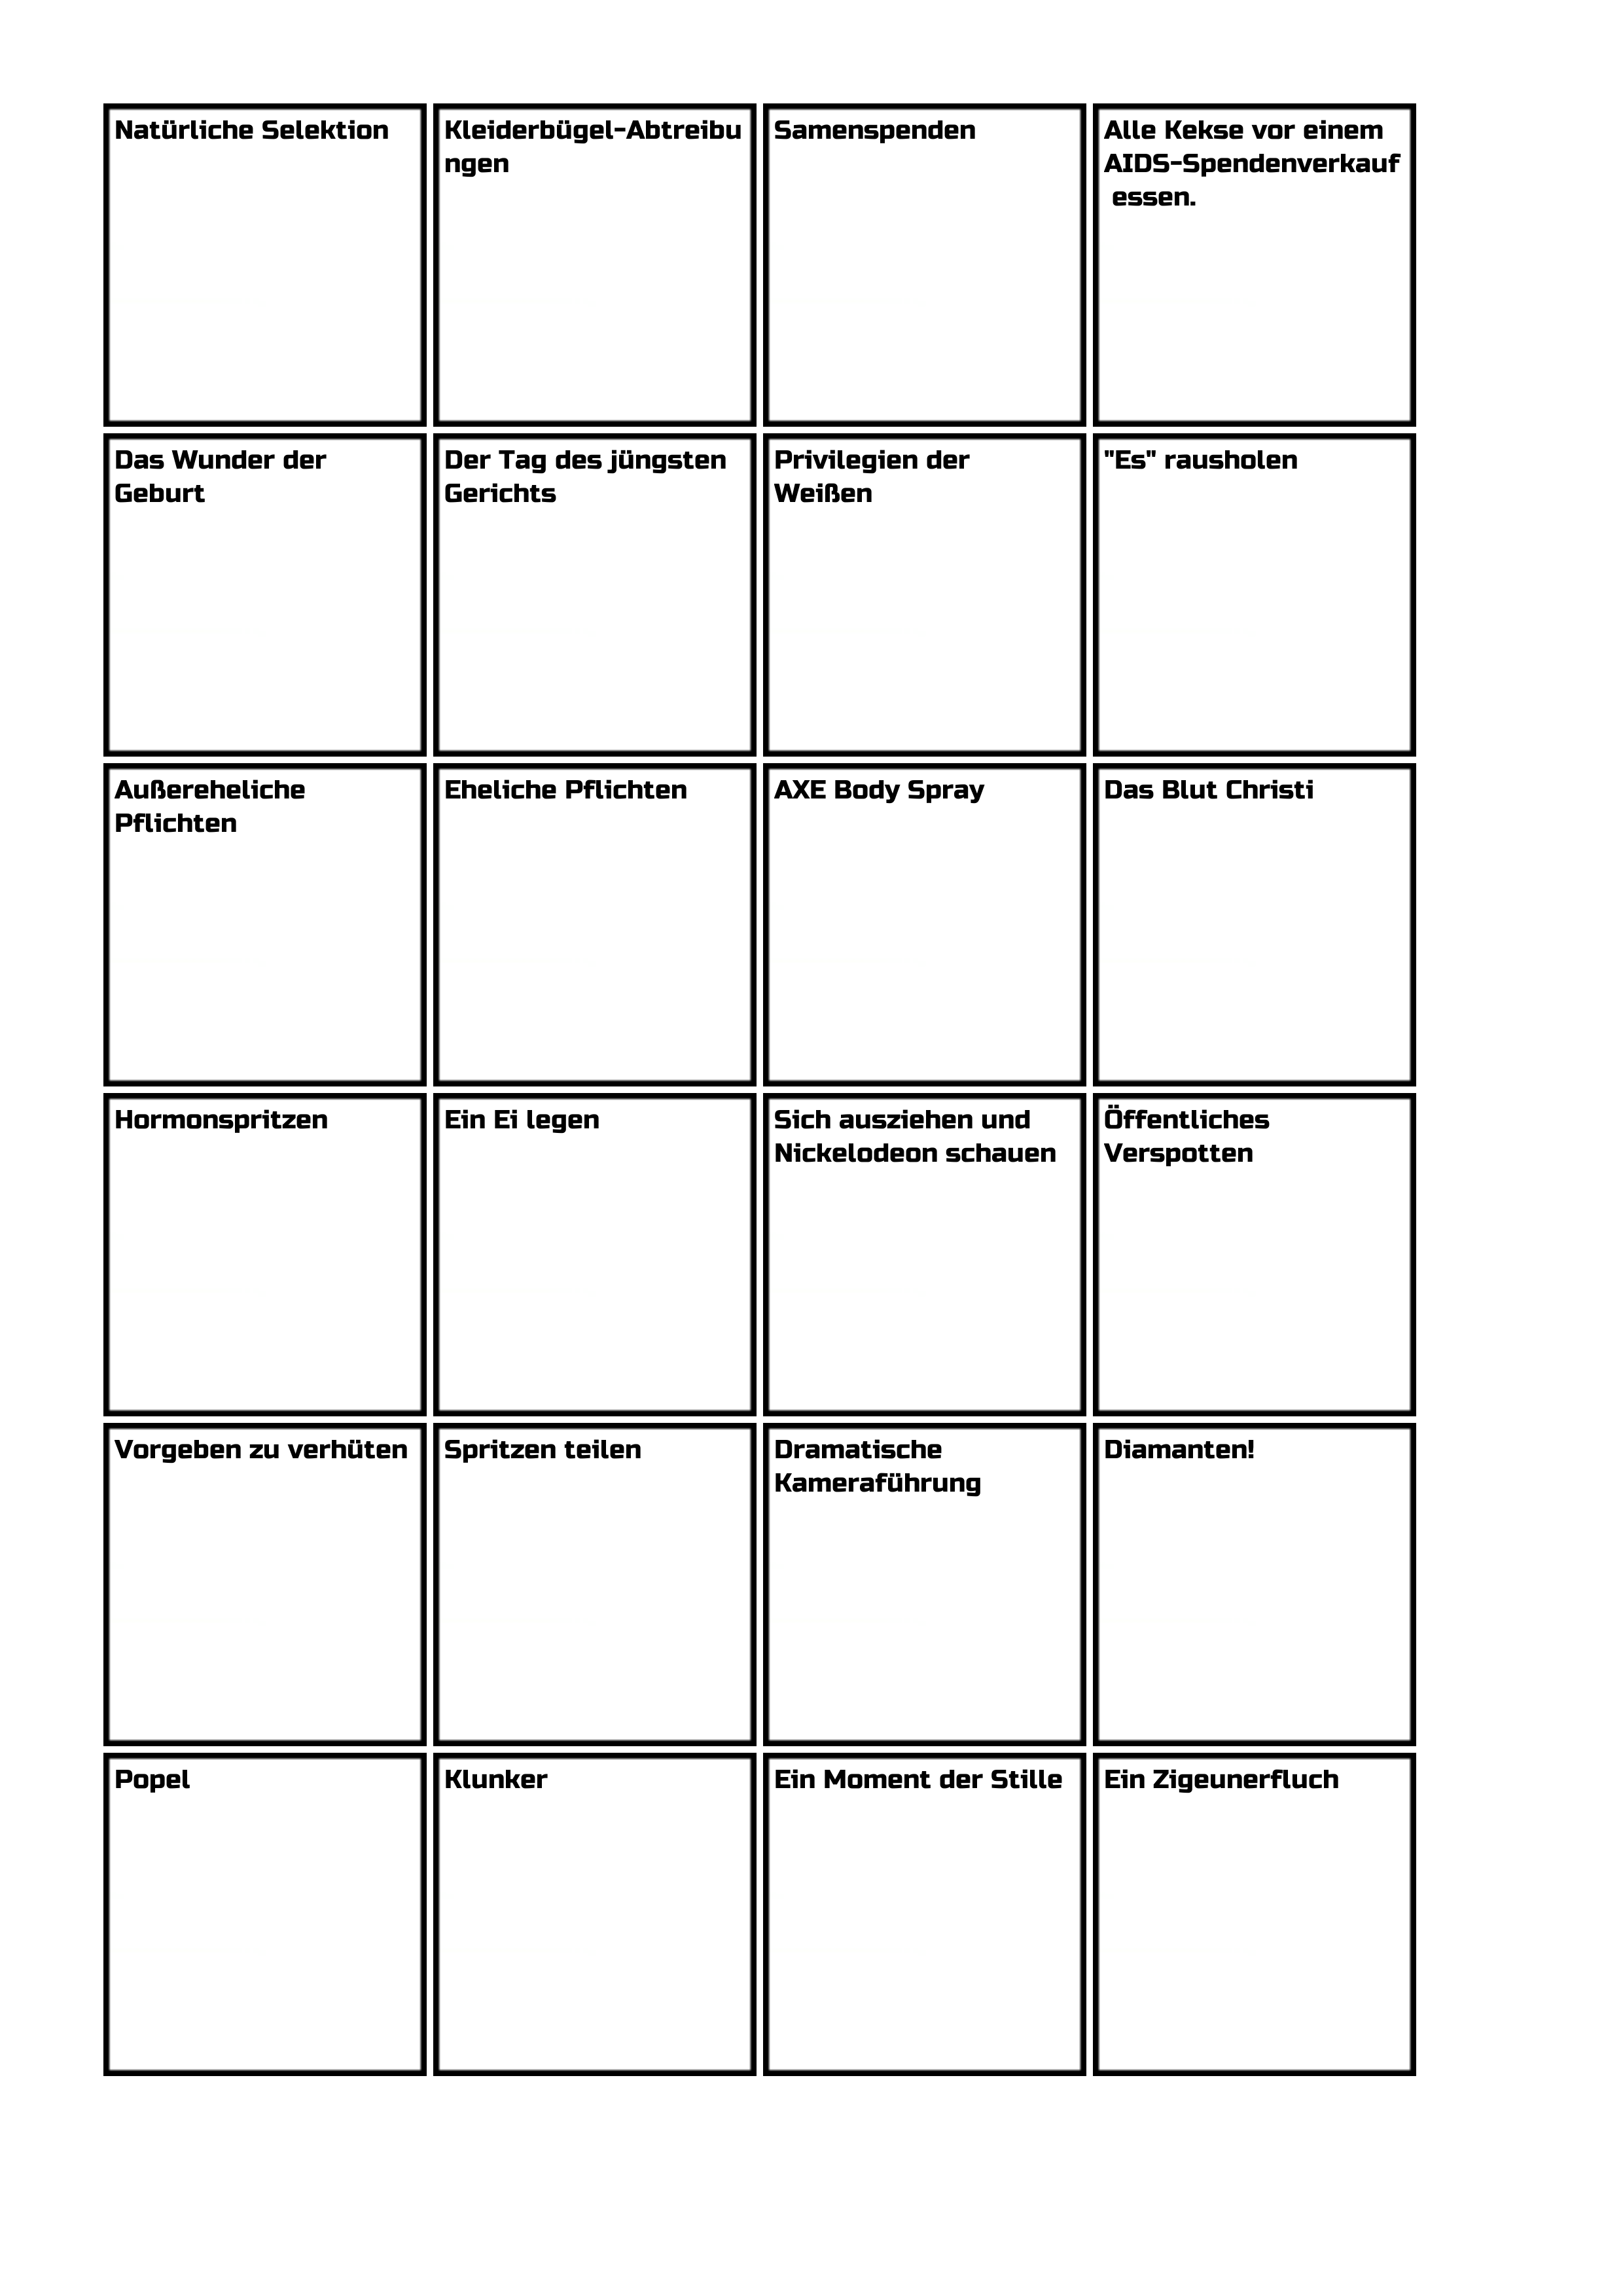 Natürliche Selektion
Kleiderbügel-Abtreibu
ngen
Samenspenden
Alle Kekse vor einem
AIDS-Spendenverkauf
essen.
Das Wunder der
Geburt
Der Tag des jüngsten
Gerichts
Privilegien der
Weißen
"Es" rausholen
Außereheliche
Pflichten
Eheliche Pflichten
AXE Body Spray
Das Blut Christi
Hormonspritzen
Ein Ei legen
Sich ausziehen und
Nickelodeon schauen
Öffentliches
Verspotten
Vorgeben zu verhüten
Spritzen teilen
Dramatische
Kameraführung
Diamanten!
Popel
Klunker
Ein Moment der Stille
Ein Zigeunerfluch